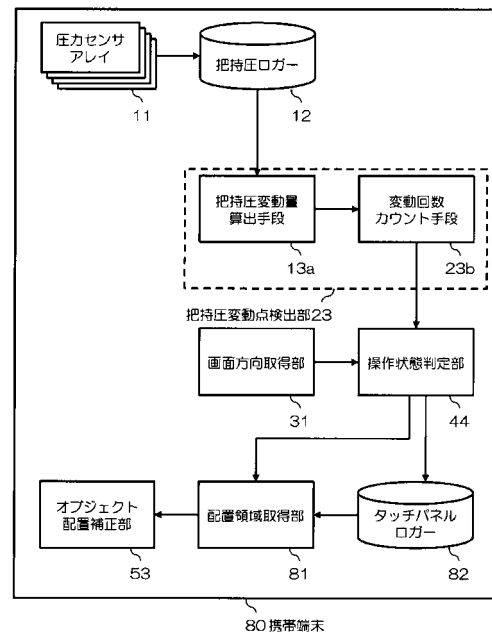 圧力センサ
アレイ
11
把持圧ロガー
12
把持圧変動量
算出手段
13a
変動回数
カウント手段
23b
把持圧変動点検出部23
23
画面方向取得部
31
操作状態判定部
44
オブジェクト
配置補正部
53
配置領域取得部
81
タッチパネル
ロガー
82
80 携帯端末